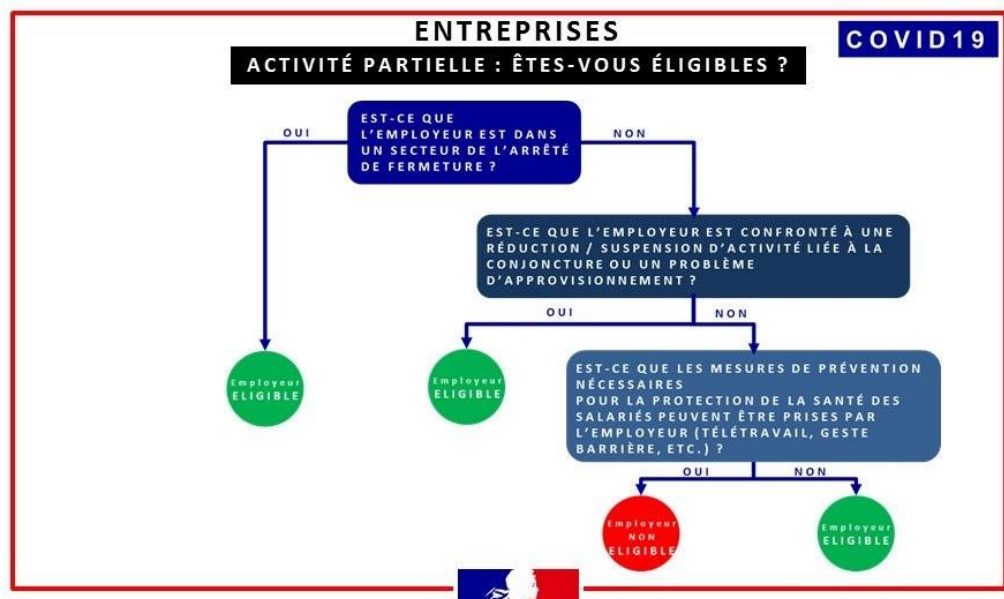 ENTREPRISES
COVID19
ACTIVITÉ PARTIELLE : ÊTES-VOUS ÉLIGIBLES ?
EST-CE QUE
L'EMPLOYEUR EST DANS
UN SECTEUR DE L'ARRÊTÉ
DE FERMETURE ?
OUI
NON
EST-CE QUE L'EMPLOYEUR EST CONFRONTÉ À UNE
RÉDUCTION / SUSPENSION D'ACTIVITÉ LIÉE À LA
CONJONCTURE OU UN PROBLÈME
D'APPROVISIONNEMENT ?
OUI
NON
Employeur
ELIGIBLE
Employeur
ELIGIBLE
EST-CE QUE LES MESURES DE PRÉVENTION
NÉCESSAIRES
POUR LA PROTECTION DE LA SANTÉ DES
SALARIÉS PEUVENT ÊTRE PRISES PAR
L'EMPLOYEUR (TÉLÉTRAVAIL, GESTE
BARRIÈRE, ETC.) ?
OUI
NON
Employeur
NON
ELIGIBLE
Employeur
ELIGIBLE